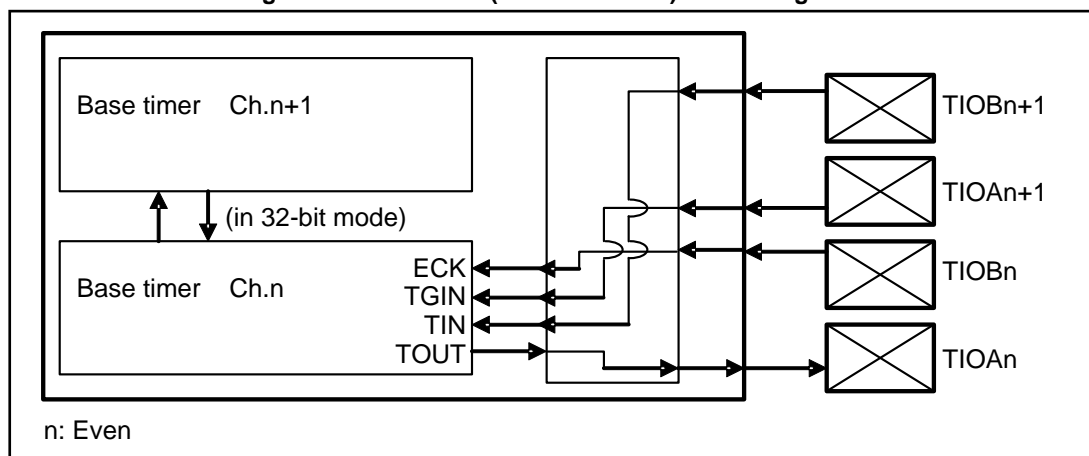 Base timer Ch.n+1
TIOBn+1
TIOAn+1
(in 32-bit mode)
Base timer Ch.n
ECK
TGIN
TIN
TOUT
TIOBn
TIOAn
n: Even